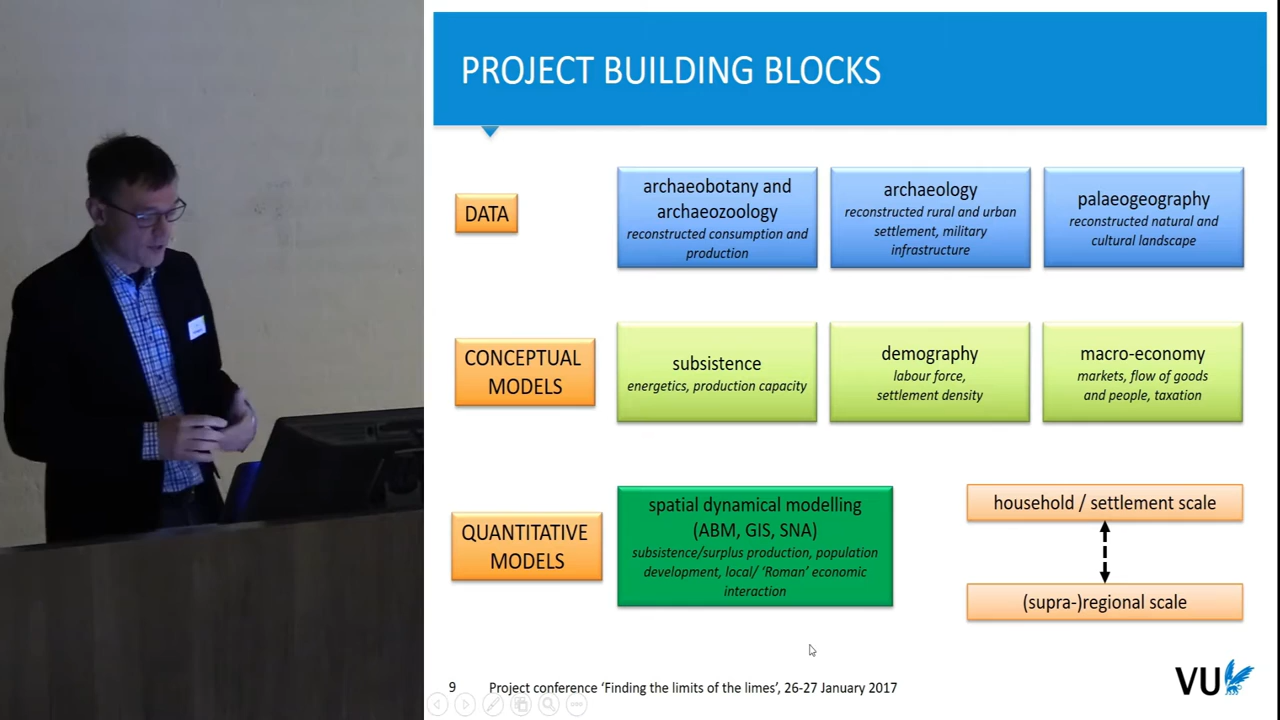 PROJECT BUILDING BLOCKS
DATA
archaeobotany and
archaeozoology
reconstructed consumption and
production
archaeology
reconstructed rural and urban
settlement, military
infrastructure
palaeogeography
reconstructed natural and
cultural landscape
CONCEPTUAL
MODELS
subsistence
energetics, production capacity
demography
labour force,
settlement density
macro-economy
markets, flow of goods
and people, taxation
QUANTITATIVE
MODELS
spatial dynamical modelling
(ABM, GIS, SNA)
subsistence/surplus production, population
development, local/ ‘Roman’ economic
interaction
household / settlement scale
(supra-)regional scale
9 Project conference ‘Finding the limits of the limes’, 26-27 January 2017
VU